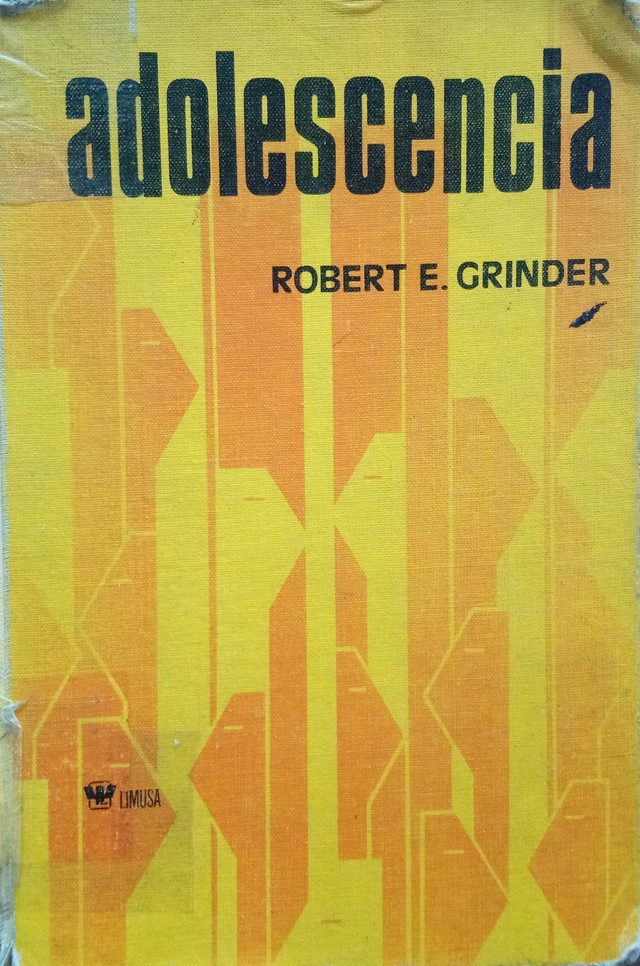 adolescencia
ROBERT E. GRINDER
LIMUSA